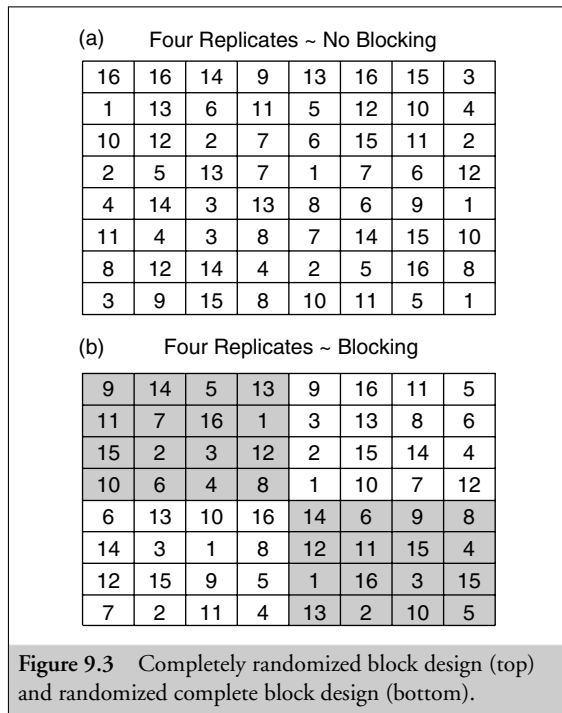 (a) Four Replicates ~ No Blocking
16 16 14 9 13 16 15 3
1 13 6 11 5 12 10 4
10 12 2 7 6 15 11 2
2 5 13 7 1 7 6 12
4 14 3 13 8 6 9 1
11 4 3 8 7 14 15 10
8 12 14 4 2 5 16 8
3 9 15 8 10 11 5 1
(b) Four Replicates ~ Blocking
9 14 5 13 9 16 11 5
11 7 16 1 3 13 8 6
15 2 3 12 2 15 14 4
10 6 4 8 1 10 7 12
6 13 10 16 14 6 9 8
14 3 1 8 12 11 15 4
12 15 9 5 1 16 3 15
7 2 11 4 13 2 10 5
Figure 9.3 Completely randomized block design (top)
and randomized complete block design (bottom).